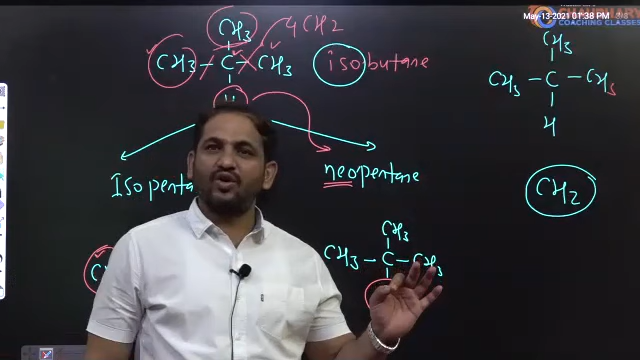 CHAUDHARY
COACHING CLASSES
May-13-2021 01:38 PM
CH3 4CH2
CH3 – C – CH3 isobutane
H
CH3
CH3 – C – CH3
H
neopentane
CH2
CH3
CH3 – C – CH3